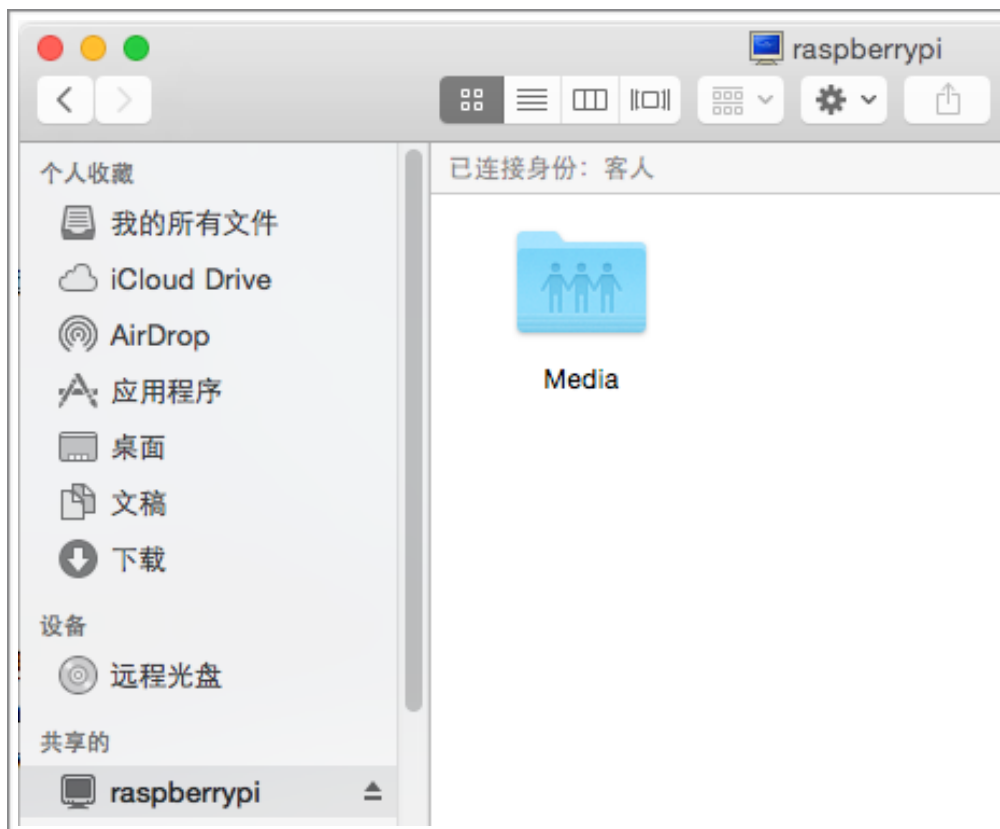 raspberrypi
个人收藏
我的所有文件
iCloud Drive
AirDrop
应用程序
桌面
文稿
下载
设备
远程光盘
共享的
raspberrypi
已连接身份：客人
Media